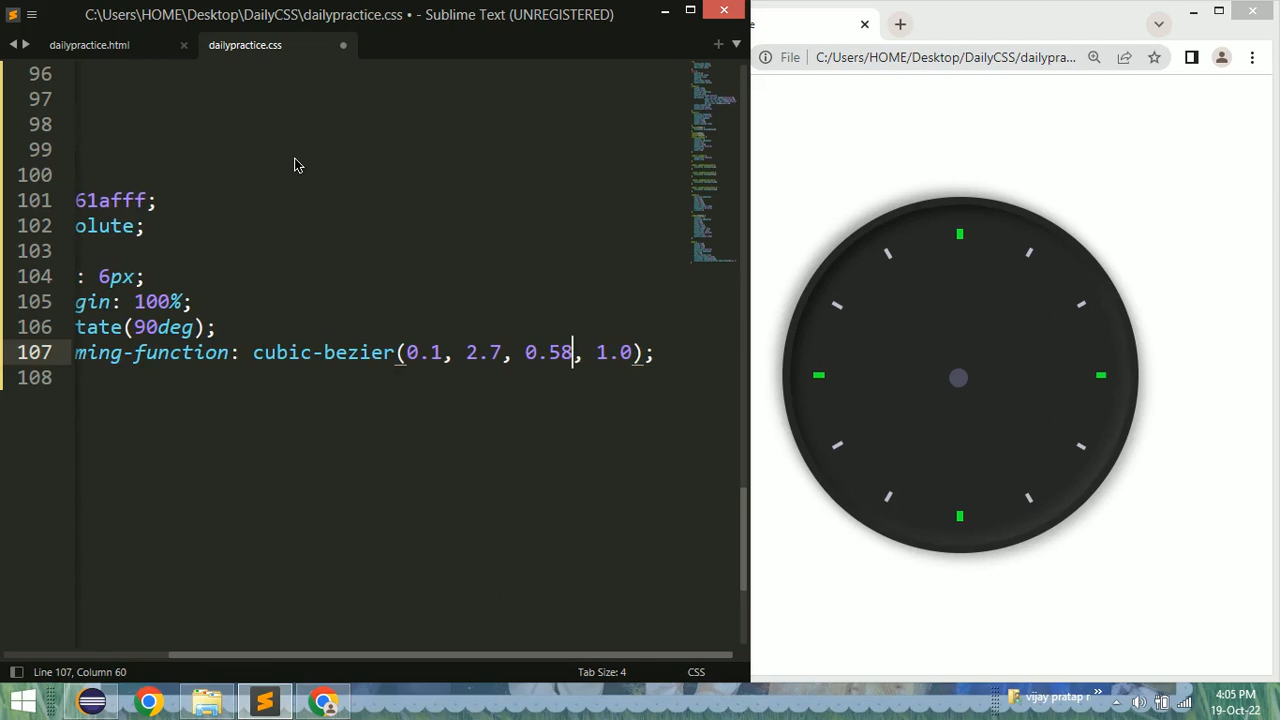 C:\Users\HOME\Desktop\DailyCSS\dailypractice.css • - Sublime Text (UNREGISTERED)
dailypractice.html
dailypractice.css
File
C:/Users/HOME/Desktop/DailyCSS/dailypra...
96
97
98
99
100
101 61afff;
102 olute;
103
104 : 6px;
105 gin: 100%;
106 tate(90deg);
107 ming-function: cubic-bezier(0.1, 2.7, 0.58, 1.0);
108
Line 107, Column 60
Tab Size: 4
CSS
vijay pratap r
4:05 PM
19-Oct-22